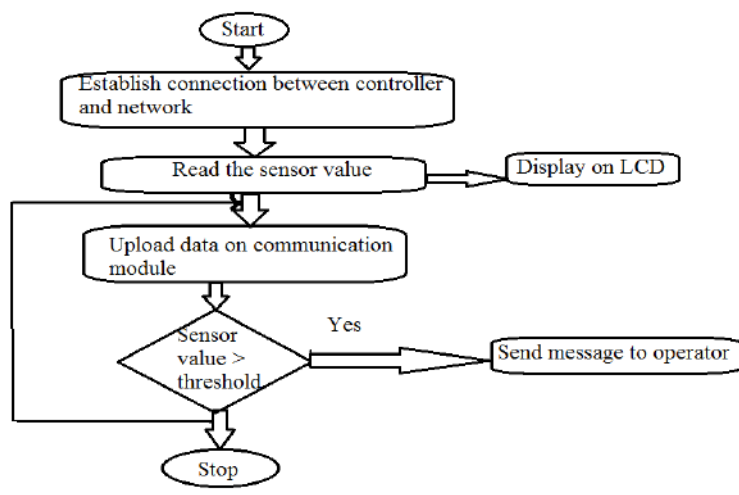 Start
Establish connection between controller
and network
Read the sensor value
Display on LCD
Upload data on communication
module
Sensor
value >
threshold
Yes
Send message to operator
Stop